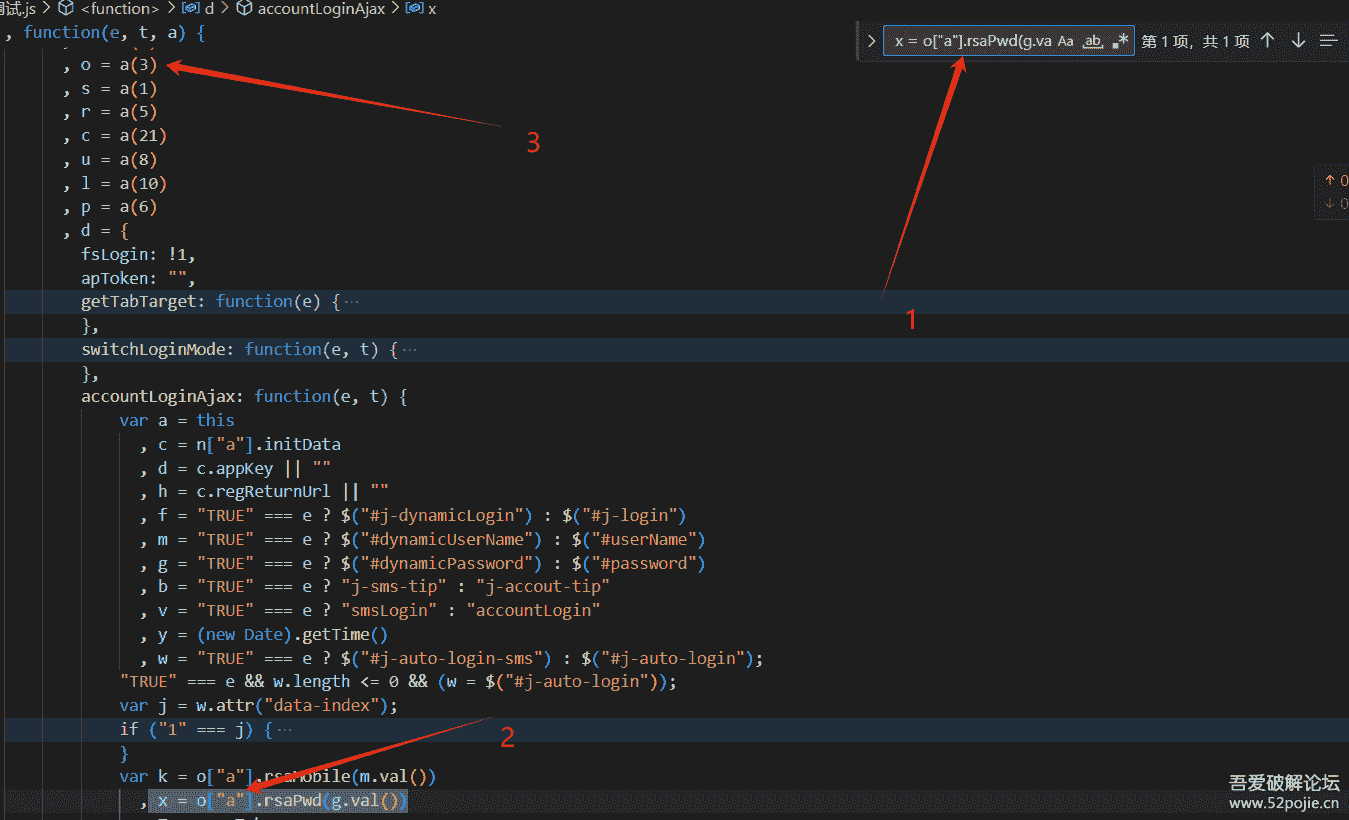 试.js > <function> > d > accountLoginAjax > x
, function(e, t, a) {
x = o["a"].rsaPwd(g.va Aa ab .* 第 1 项，共 1 项 ↑ ↓
, o = a(3)
, s = a(1)
3
, r = a(5)
, c = a(21)
, u = a(8)
↑ 0
, l = a(10)
↓ 0
, p = a(6)
, d = {
fsLogin: !1,
apToken: "",
getTabTarget: function(e) { ···
1
},
switchLoginMode: function(e, t) { ···
},
accountLoginAjax: function(e, t) {
var a = this
, c = n["a"].initData
, d = c.appKey || ""
, h = c.regReturnUrl || ""
, f = "TRUE" === e ? $("#j-dynamicLogin") : $("#j-login")
, m = "TRUE" === e ? $("#dynamicUserName") : $("#userName")
, g = "TRUE" === e ? $("#dynamicPassword") : $("#password")
, b = "TRUE" === e ? "j-sms-tip" : "j-accout-tip"
, v = "TRUE" === e ? "smsLogin" : "accountLogin"
, y = (new Date).getTime()
, w = "TRUE" === e ? $("#j-auto-login-sms") : $("#j-auto-login");
"TRUE" === e && w.length <= 0 && (w = $("#j-auto-login"));
var j = w.attr("data-index");
if ("1" === j) { ···
2
}
var k = o["a"].rsaMobile(m.val())
, x = o["a"].rsaPwd(g.val())
吾爱破解论坛
www.52pojie.cn